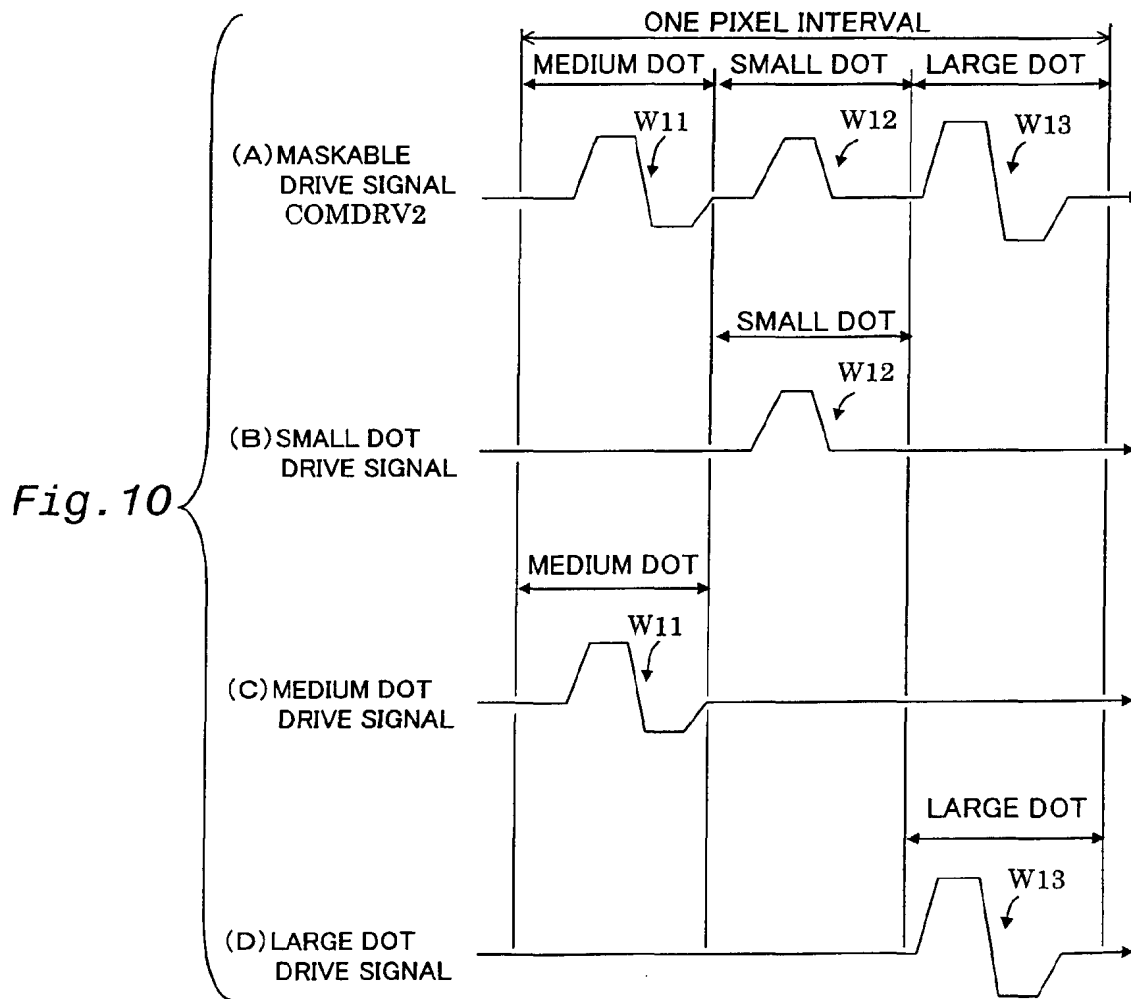 ONE PIXEL INTERVAL
MEDIUM DOT SMALL DOT LARGE DOT
W11 W12 W13
(A) MASKABLE
DRIVE SIGNAL
COMDRV2
SMALL DOT
W12
(B) SMALL DOT
DRIVE SIGNAL
Fig.10
MEDIUM DOT
W11
(C) MEDIUM DOT
DRIVE SIGNAL
LARGE DOT
W13
(D) LARGE DOT
DRIVE SIGNAL